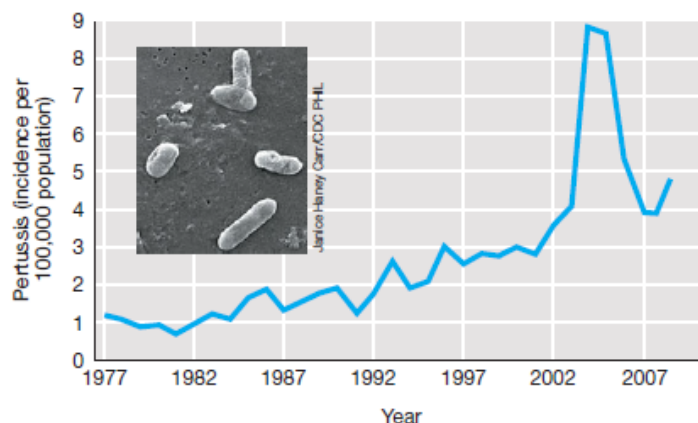 9
8
7
6
5
4
3
2
1
0
Pertussis (incidence per
100,000 population)
Janice Haney Carr/CDC PHIL
1977 1982 1987 1992 1997 2002 2007
Year